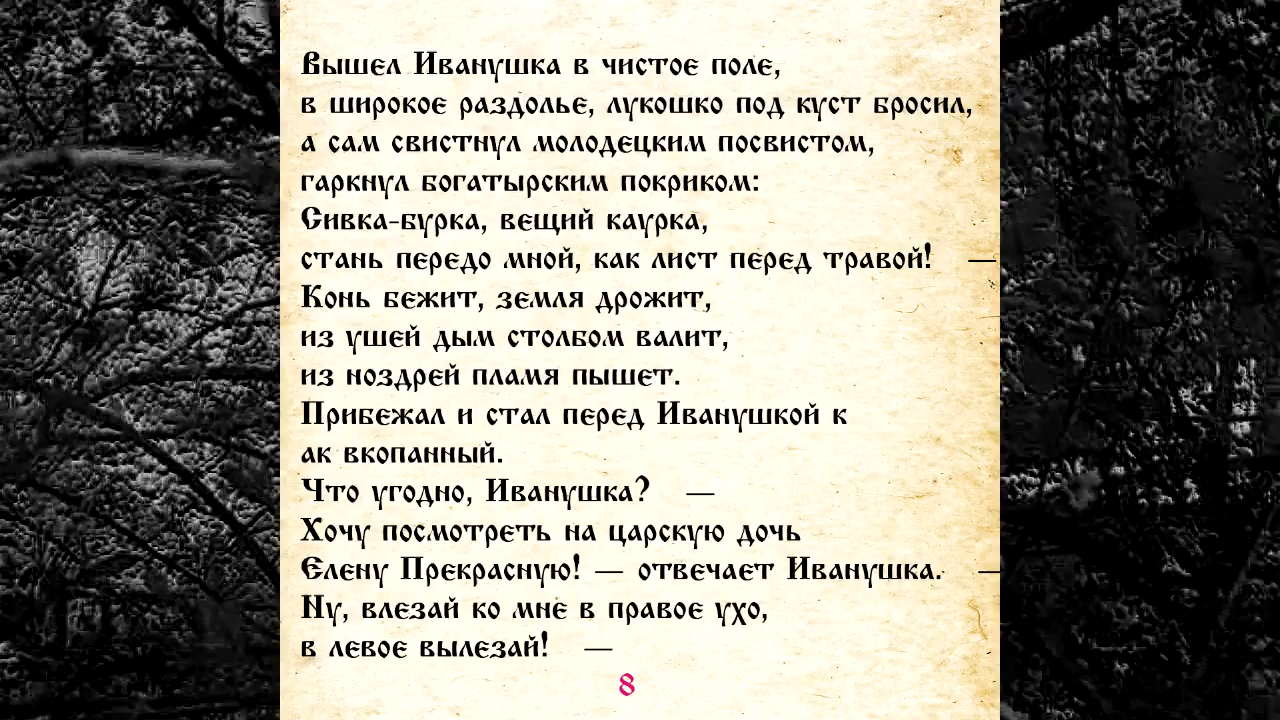 Вышел Иванушка в чистое поле,
в широкое раздолье, лукошко под куст бросил,
а сам свистнул молодецким посвистом,
гаркнул богатырским покриком:
Сивка-бурка, вещий каурка,
стань передо мной, как лист перед травой! —
Конь бежит, земля дрожит,
из ушей дым столбом валит,
из ноздрей пламя пышет.
Прибежал и стал перед Иванушкой к
ак вкопанный.
Что угодно, Иванушка? —
Хочу посмотреть на царскую дочь
Елену Прекрасную! — отвечает Иванушка. —
Ну, влезай ко мне в правое ухо,
в левое вылезай! —
8